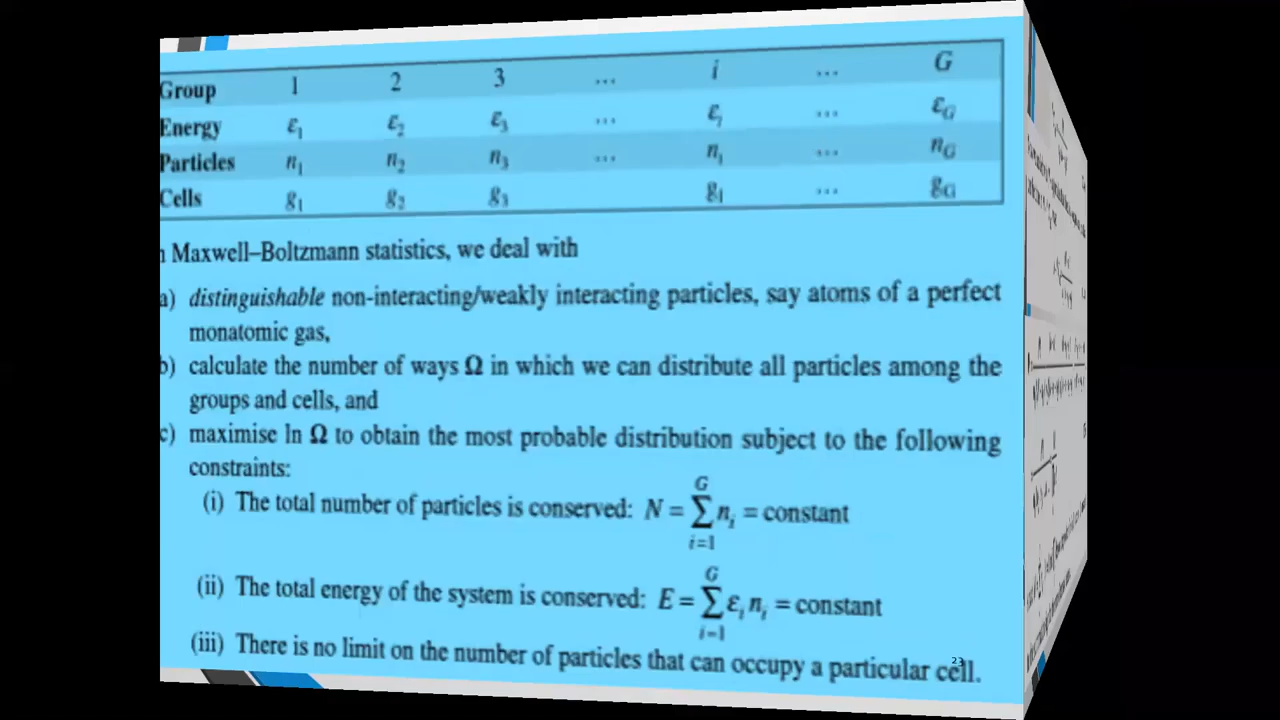 Group 1 2 3 ... i ... G
Energy ε₁ ε₂ ε₃ ... εᵢ ... ε_G
Particles n₁ n₂ n₃ ... nᵢ ... n_G
Cells g₁ g₂ g₃ gᵢ ... g_G
n Maxwell–Boltzmann statistics, we deal with
a) distinguishable non-interacting/weakly interacting particles, say atoms of a perfect
monatomic gas,
b) calculate the number of ways Ω in which we can distribute all particles among the
groups and cells, and
c) maximise ln Ω to obtain the most probable distribution subject to the following
constraints:
(i) The total number of particles is conserved: N = G∑i=1 nᵢ = constant
(ii) The total energy of the system is conserved: E = G∑i=1 εᵢ nᵢ = constant
(iii) There is no limit on the number of particles that can occupy a particular cell.
23